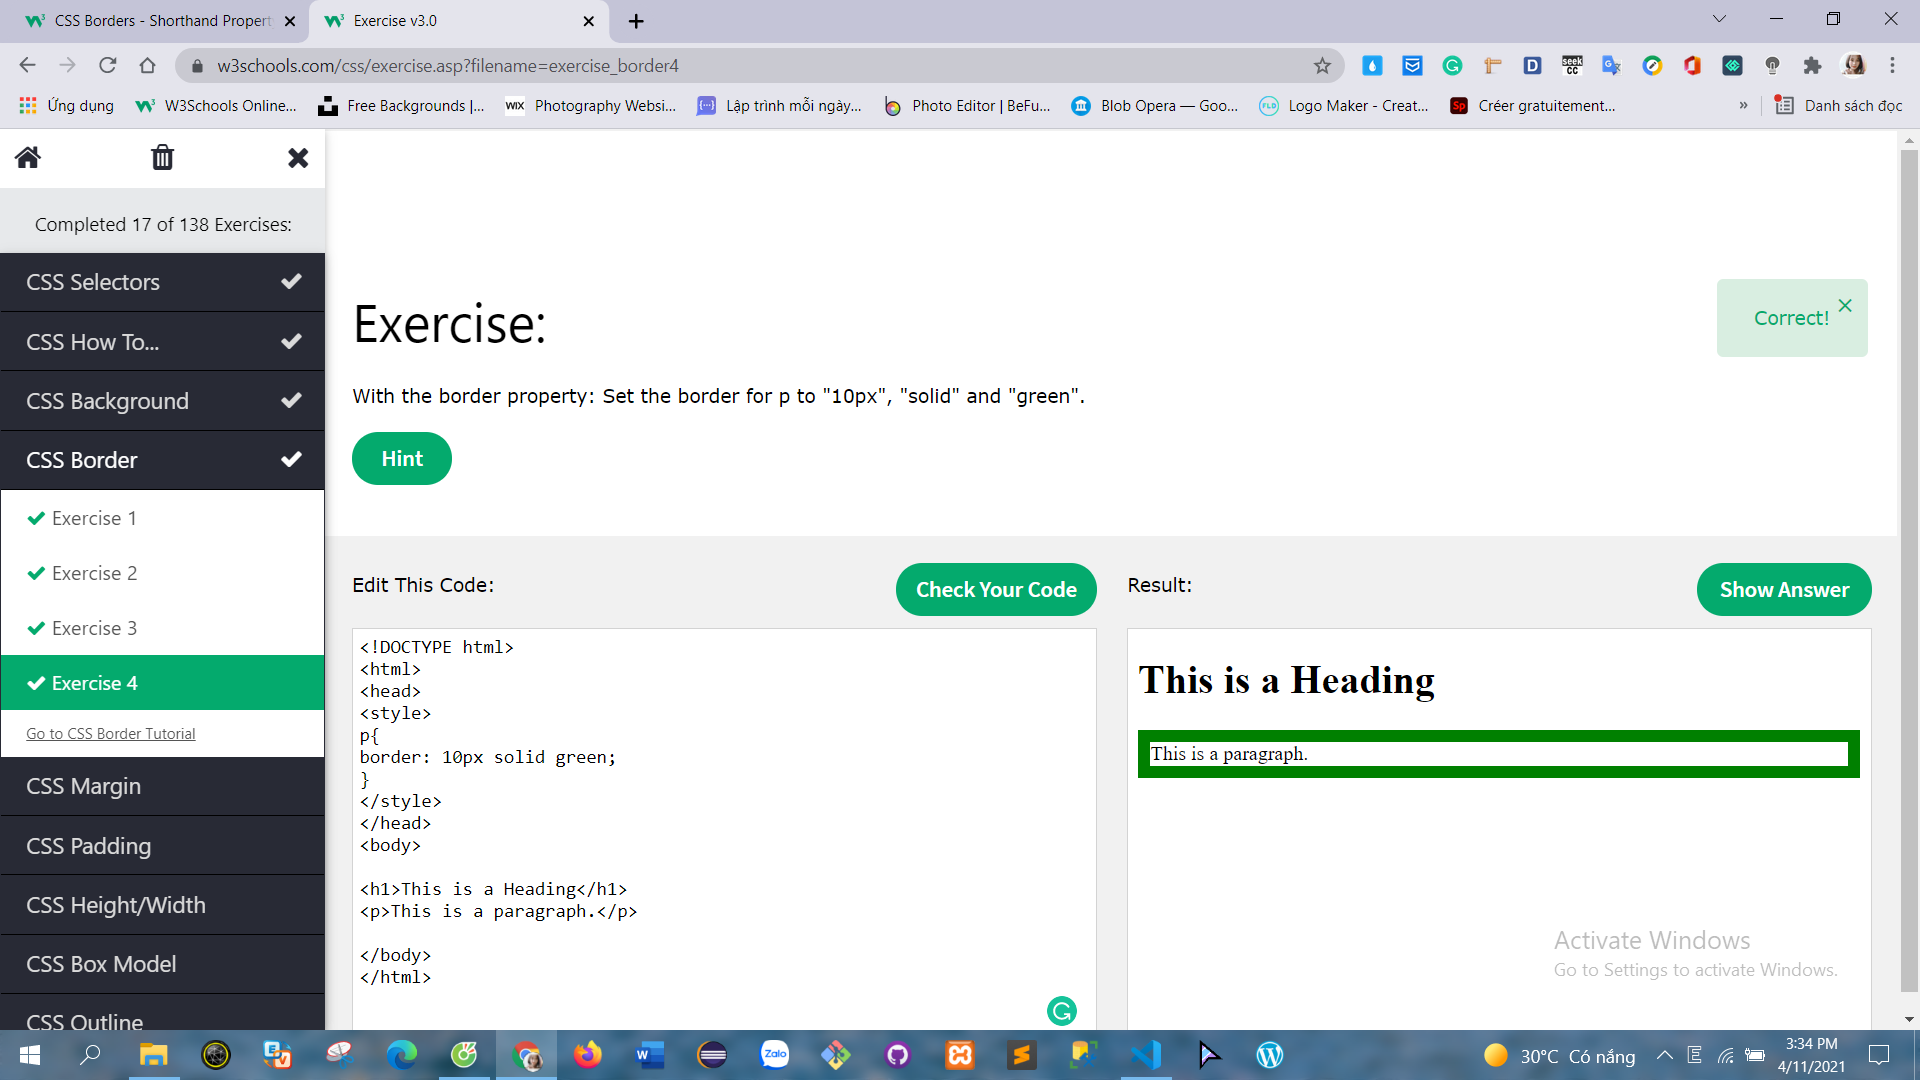 CSS Borders - Shorthand Propert
Exercise v3.0
w3schools.com/css/exercise.asp?filename=exercise_border4
Ứng dụng
W3Schools Online...
Free Backgrounds |...
WIX Photography Websi...
Lập trình mỗi ngày...
Photo Editor | BeFu...
Blob Opera — Goo...
FLD Logo Maker - Creat...
Sp Créer gratuitement...
»
Danh sách đọc
Completed 17 of 138 Exercises:
CSS Selectors
CSS How To...
CSS Background
CSS Border
Exercise 1
Exercise 2
Exercise 3
Exercise 4
Go to CSS Border Tutorial
CSS Margin
CSS Padding
CSS Height/Width
CSS Box Model
CSS Outline
Exercise:
Correct!
With the border property: Set the border for p to "10px", "solid" and "green".
Hint
Edit This Code:
Check Your Code
<!DOCTYPE html>
<html>
<head>
<style>
p{
border: 10px solid green;
}
</style>
</head>
<body>
<h1>This is a Heading</h1>
<p>This is a paragraph.</p>
</body>
</html>
Result:
Show Answer
This is a Heading
This is a paragraph.
Activate Windows
Go to Settings to activate Windows.
Zalo
30°C Có nắng
3:34 PM
4/11/2021